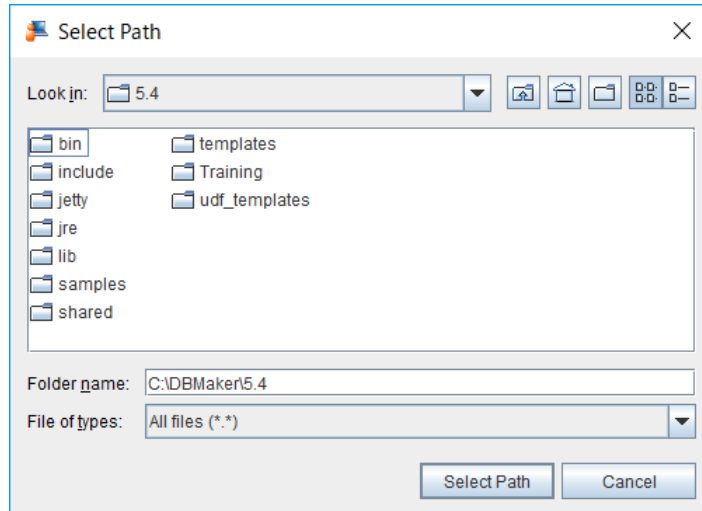 Select Path
Look in: 5.4
bin templates
include Training
jetty udf_templates
jre
lib
samples
shared
Folder name: C:\DBMaker\5.4
File of types: All files (*.*)
Select Path Cancel